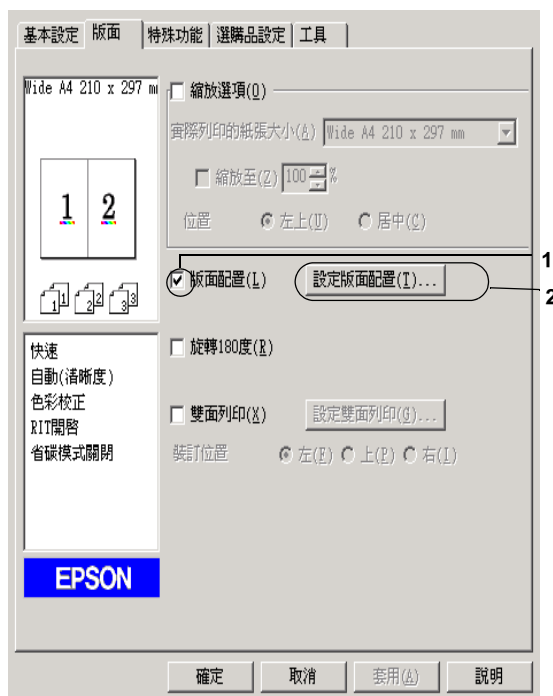 基本設定 版面 特殊功能 選購品設定 工具
Wide A4 210 x 297 m
1 2
1 1 2 2 3 3
縮放選項(O)
實際列印的紙張大小(A) Wide A4 210 x 297 mm
縮放至(Z) 100 %
位置 左上(U) 居中(C)
版面配置(L) 設定版面配置(T)...
1
2
旋轉180度(R)
雙面列印(X) 設定雙面列印(g)...
裝訂位置 左(F) 上(P) 右(I)
快速
自動(清晰度)
色彩校正
RIT開啓
省碳模式關閉
EPSON
確定 取消 套用(A) 說明